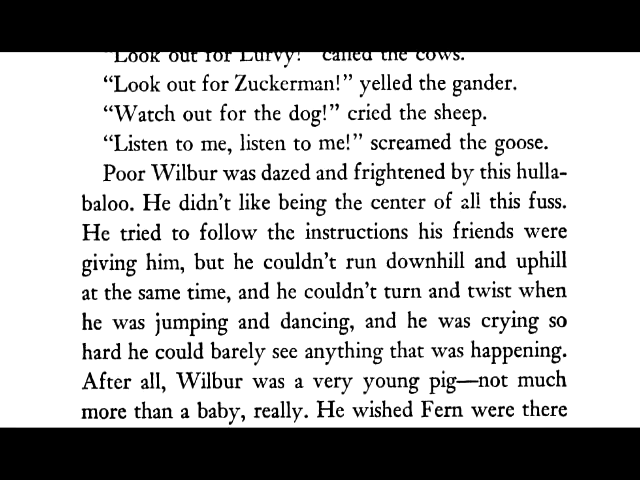 "Look out for Lurvy!" called the cows.
"Look out for Zuckerman!" yelled the gander.
"Watch out for the dog!" cried the sheep.
"Listen to me, listen to me!" screamed the goose.
Poor Wilbur was dazed and frightened by this hulla-
baloo. He didn't like being the center of all this fuss.
He tried to follow the instructions his friends were
giving him, but he couldn't run downhill and uphill
at the same time, and he couldn't turn and twist when
he was jumping and dancing, and he was crying so
hard he could barely see anything that was happening.
After all, Wilbur was a very young pig—not much
more than a baby, really. He wished Fern were there